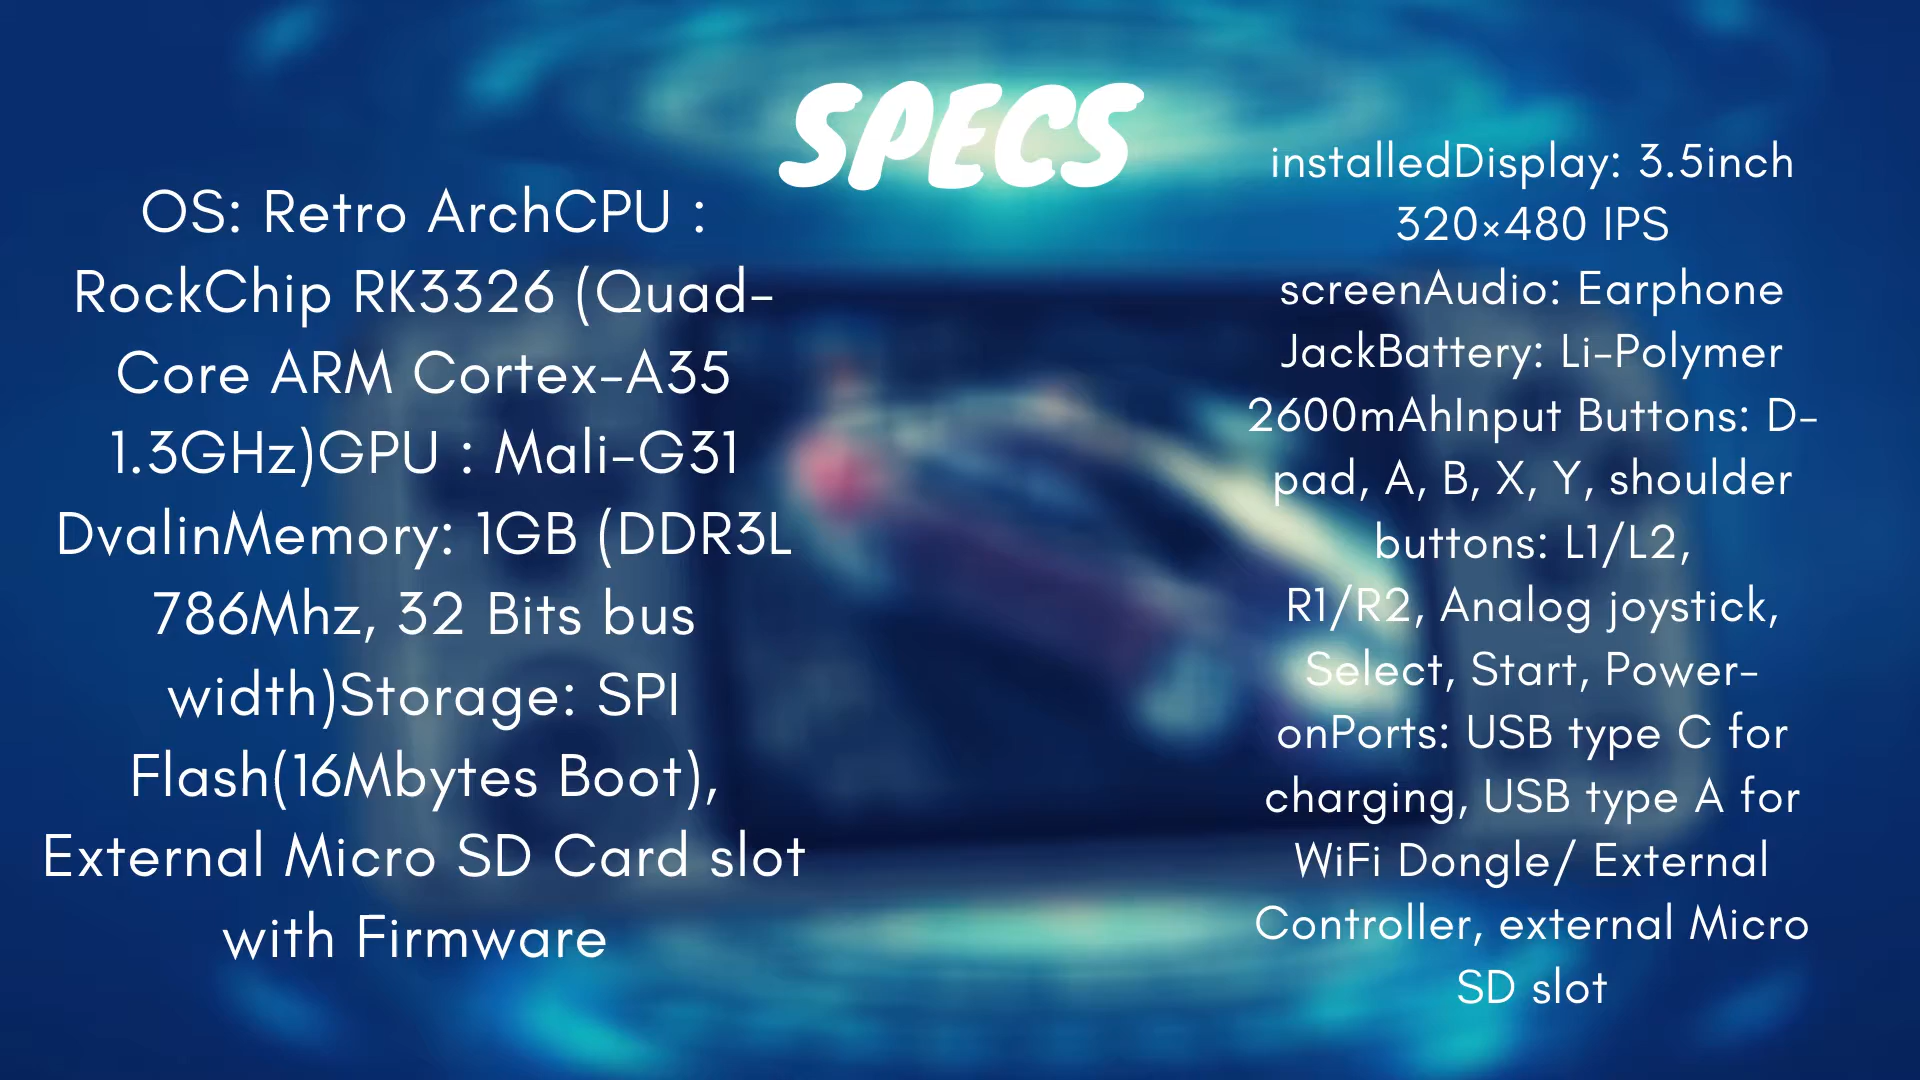 SPECS
OS: Retro ArchCPU :
RockChip RK3326 (Quad-
Core ARM Cortex-A35
1.3GHz)GPU : Mali-G31
DvalinMemory: 1GB (DDR3L
786Mhz, 32 Bits bus
width)Storage: SPI
Flash(16Mbytes Boot),
External Micro SD Card slot
with Firmware
installedDisplay: 3.5inch
320×480 IPS
screenAudio: Earphone
JackBattery: Li-Polymer
2600mAhInput Buttons: D-
pad, A, B, X, Y, shoulder
buttons: L1/L2,
R1/R2, Analog joystick,
Select, Start, Power-
onPorts: USB type C for
charging, USB type A for
WiFi Dongle/ External
Controller, external Micro
SD slot